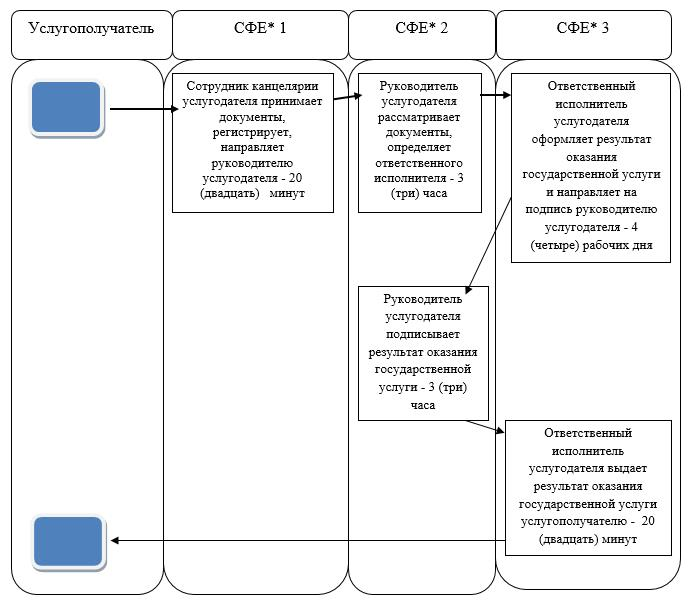 Услугополучатель
СФЕ* 1
СФЕ* 2
СФЕ* 3
Сотрудник канцелярии
услугодателя принимает
документы,
регистрирует,
направляет
руководителю
услугодателя - 20
(двадцать) минут
Руководитель
услугодателя
рассматривает
документы,
определяет
ответственного
исполнителя - 3
(три) часа
Ответственный
исполнитель
услугодателя
оформляет результат
оказания
государственной услуги
и направляет на
подпись руководителю
услугодателя - 4
(четыре) рабочих дня
Руководитель
услугодателя
подписывает
результат оказания
государственной
услуги - 3 (три)
часа
Ответственный
исполнитель
услугодателя выдает
результат оказания
государственной услуги
услугополучателю - 20
(двадцать) минут